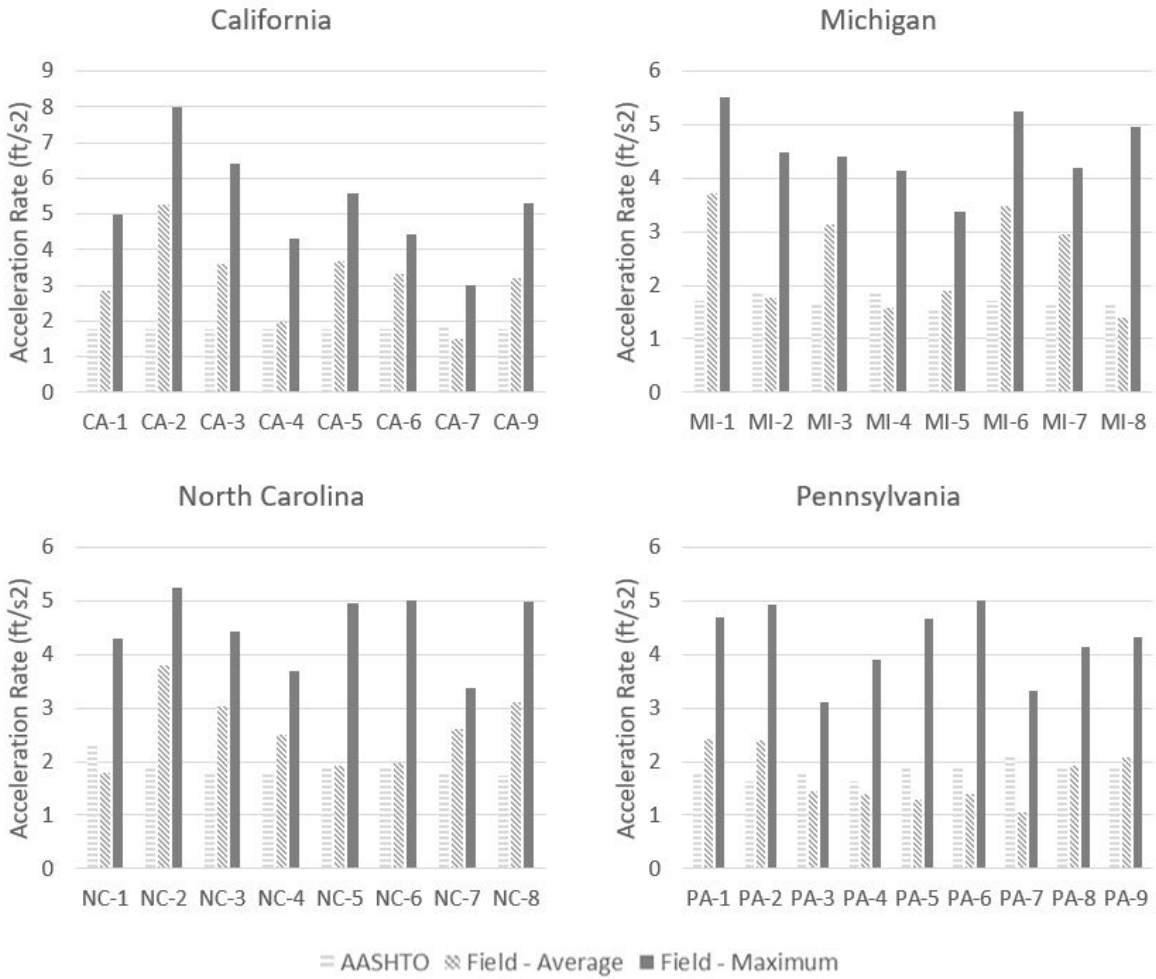 California
Acceleration Rate (ft/s2)
9
8
7
6
5
4
3
2
1
0
CA-1 CA-2 CA-3 CA-4 CA-5 CA-6 CA-7 CA-9
Michigan
Acceleration Rate (ft/s2)
6
5
4
3
2
1
0
MI-1 MI-2 MI-3 MI-4 MI-5 MI-6 MI-7 MI-8
North Carolina
Acceleration Rate (ft/s2)
6
5
4
3
2
1
0
NC-1 NC-2 NC-3 NC-4 NC-5 NC-6 NC-7 NC-8
Pennsylvania
Acceleration Rate (ft/s2)
6
5
4
3
2
1
0
PA-1 PA-2 PA-3 PA-4 PA-5 PA-6 PA-7 PA-8 PA-9
AASHTO Field - Average Field - Maximum